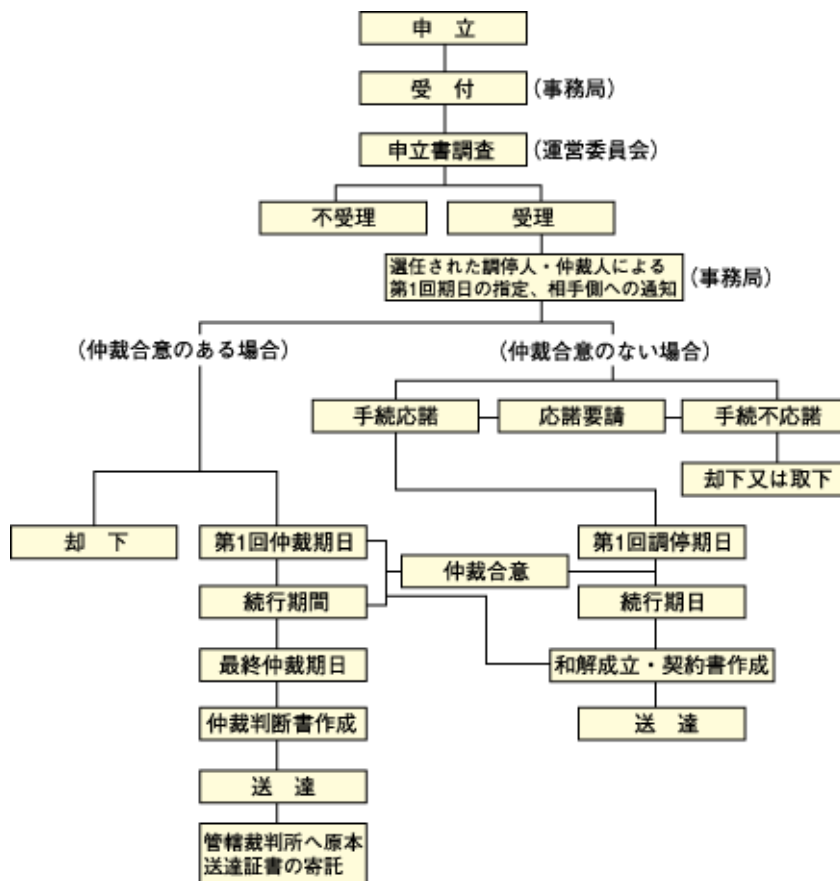 申　立
受　付
(事務局)
申立書調査
(運営委員会)
不受理
受理
選任された調停人・仲裁人による
第1回期日の指定、相手側への通知
(事務局)
(仲裁合意のある場合)
(仲裁合意のない場合)
手続応諾
応諾要請
手続不応諾
却下又は取下
却　下
第1回仲裁期日
第1回調停期日
仲裁合意
続行期間
続行期日
最終仲裁期日
和解成立・契約書作成
仲裁判断書作成
送　達
送　達
管轄裁判所へ原本
送達証書の寄託